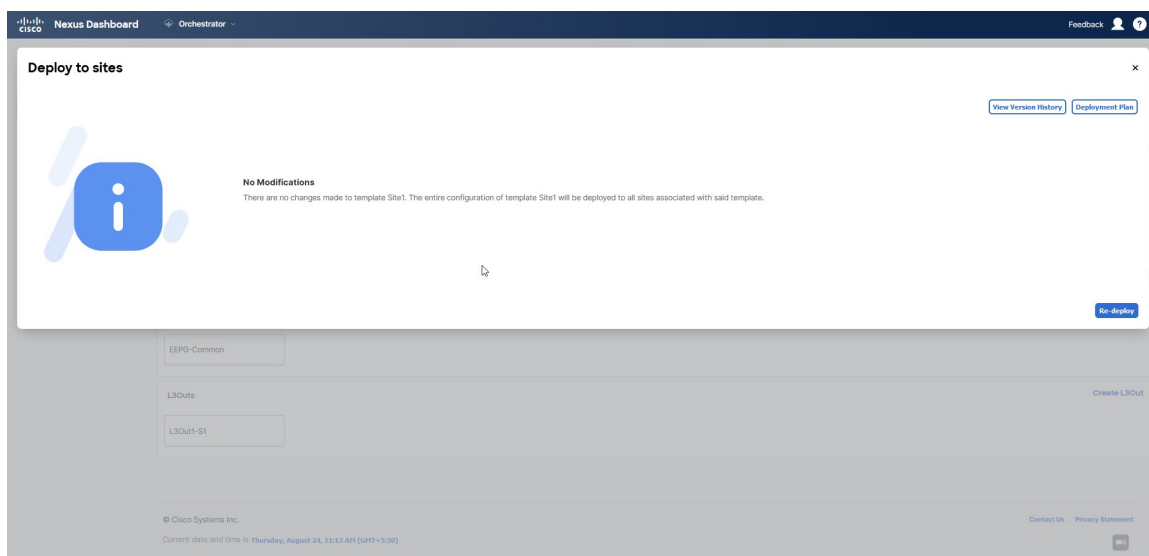 cisco Nexus Dashboard Orchestrator Feedback ?
Deploy to sites ×
View Version History Deployment Plan
No Modifications
There are no changes made to template Site1. The entire configuration of template Site1 will be deployed to all sites associated with said template.
Re-deploy
EEPG-Common
L3Outs Create L3Out
L3Out1-S1
© Cisco Systems Inc. Contact Us Privacy Statement
Current date and time is Thursday, August 24, 11:13 AM (GMT+5:30)